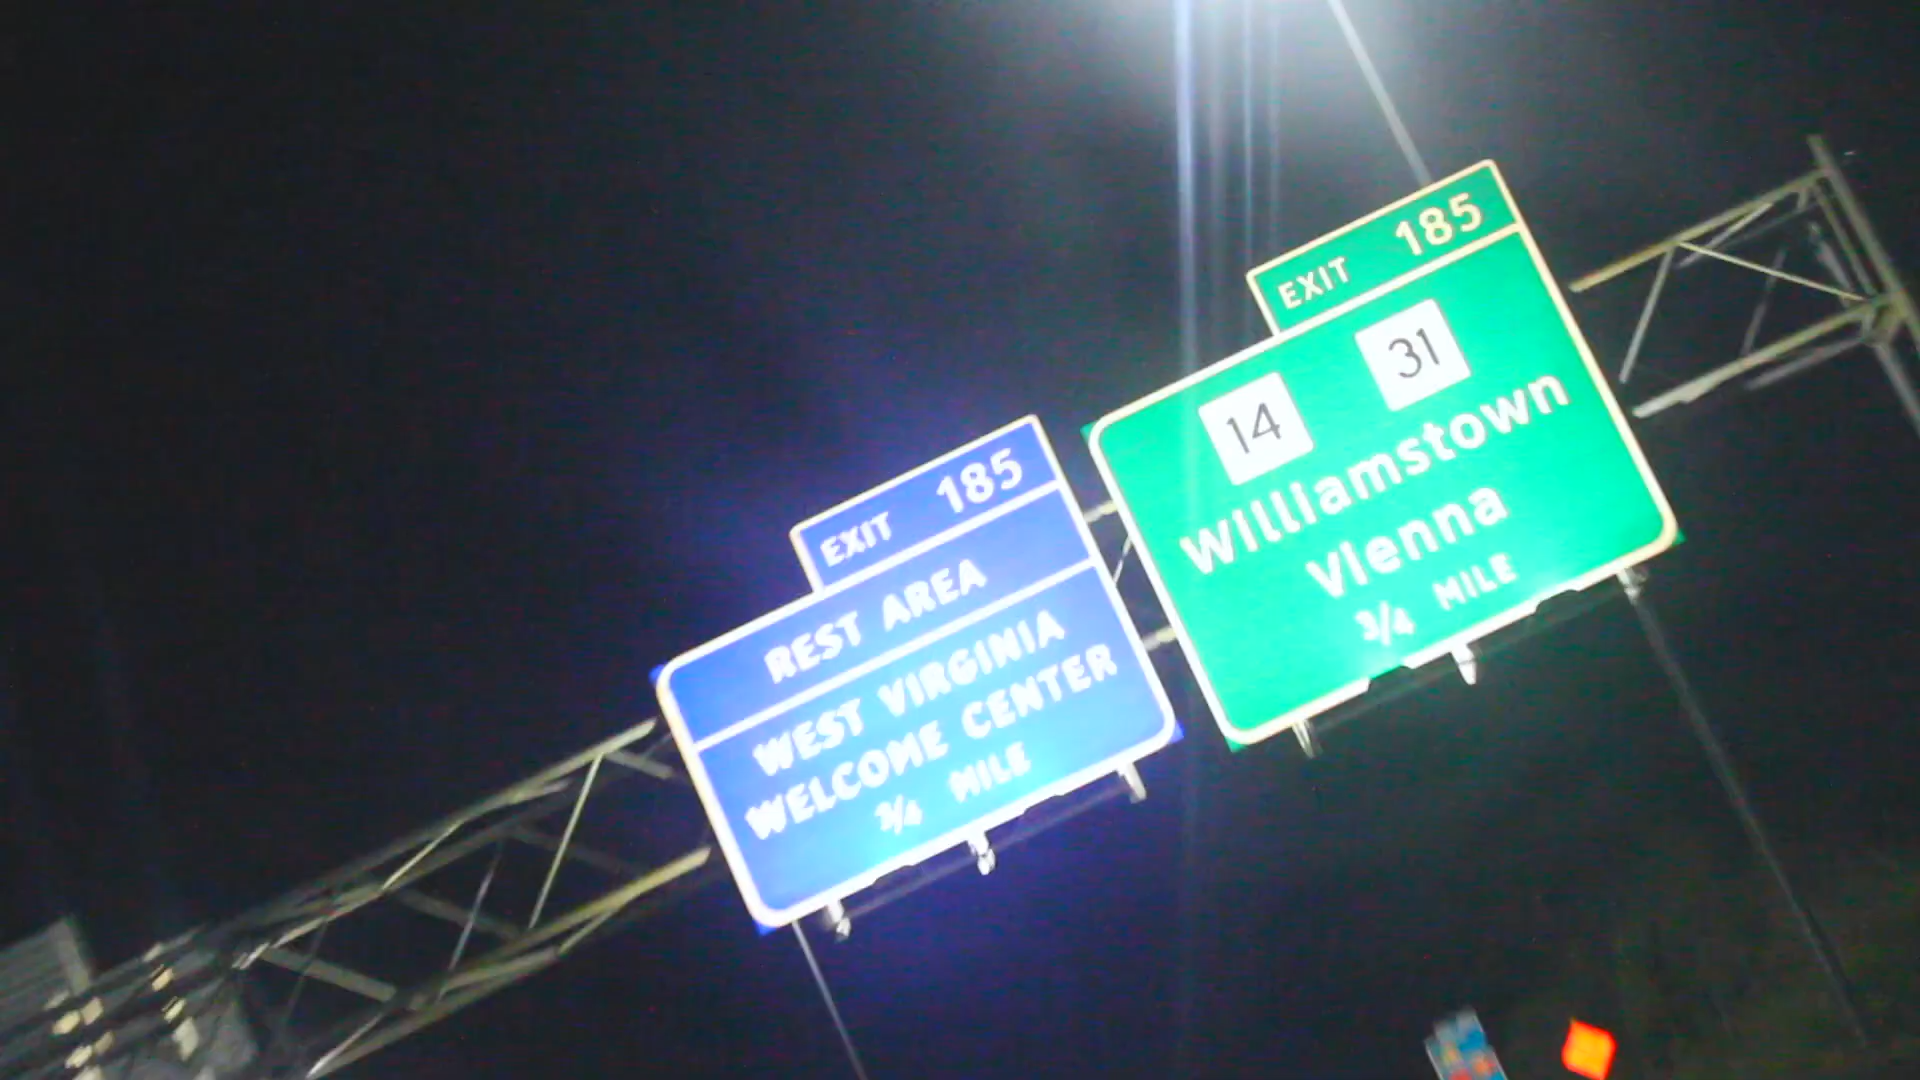 EXIT 185
REST AREA
WEST VIRGINIA
WELCOME CENTER
3/4 MILE
EXIT 185
14 31
Williamstown
Vienna
3/4 MILE